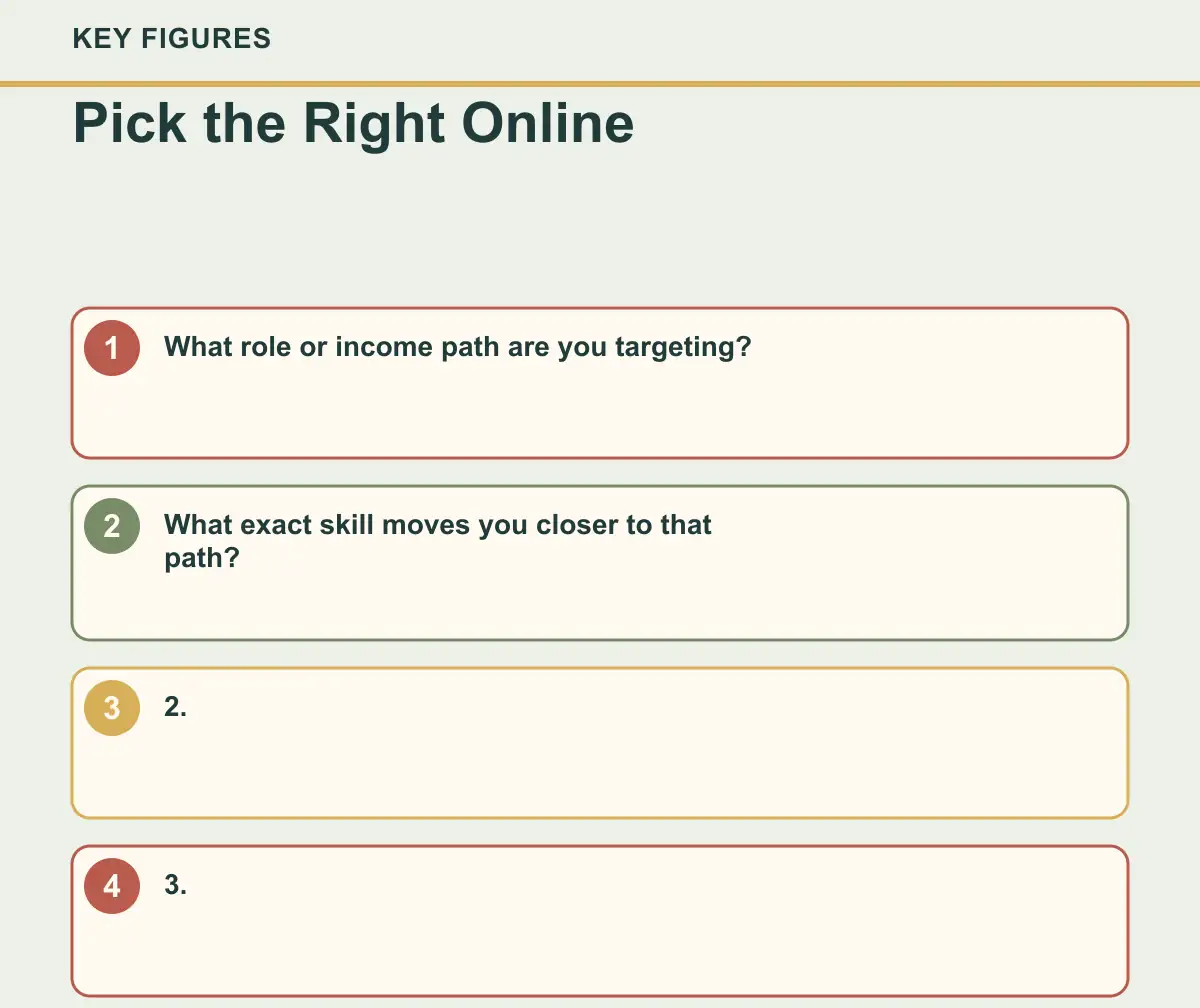 KEY FIGURES
Pick the Right Online
1
What role or income path are you targeting?
2
What exact skill moves you closer to that
path?
3
2.
4
3.